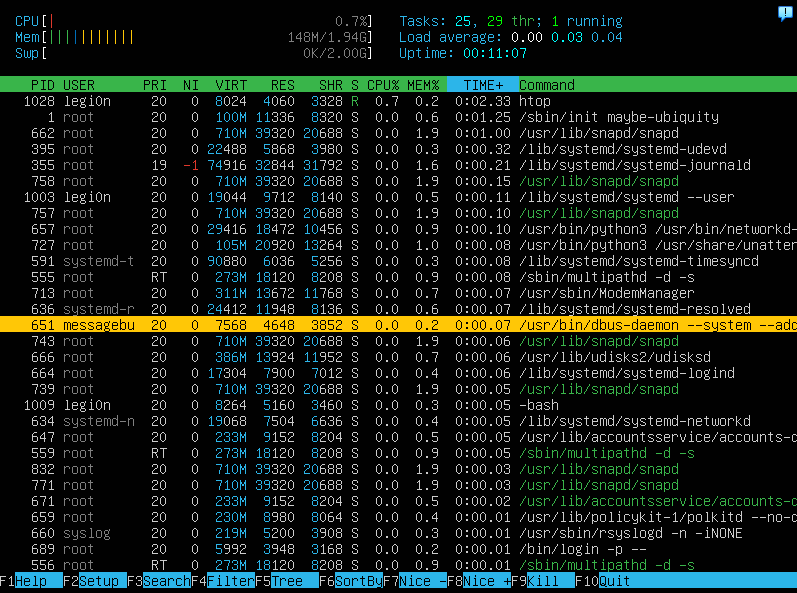 CPU[| 0.7%] Tasks: 25, 29 thr; 1 running
Mem[||||||||||| 148M/1.94G] Load average: 0.00 0.03 0.04
Swp[ 0K/2.00G] Uptime: 00:11:07
PID USER PRI NI VIRT RES SHR S CPU% MEM% TIME+ Command
1028 legi0n 20 0 8024 4060 3328 R 0.7 0.2 0:02.33 htop
1 root 20 0 100M 11336 8320 S 0.0 0.6 0:01.25 /sbin/init maybe-ubiquity
662 root 20 0 710M 39320 20688 S 0.0 1.9 0:01.00 /usr/lib/snapd/snapd
395 root 20 0 22488 5868 3980 S 0.0 0.3 0:00.32 /lib/systemd/systemd-udevd
355 root 19 -1 74916 32844 31792 S 0.0 1.6 0:00.21 /lib/systemd/systemd-journald
758 root 20 0 710M 39320 20688 S 0.0 1.9 0:00.15 /usr/lib/snapd/snapd
1003 legi0n 20 0 19044 9712 8140 S 0.0 0.5 0:00.11 /lib/systemd/systemd --user
757 root 20 0 710M 39320 20688 S 0.0 1.9 0:00.10 /usr/lib/snapd/snapd
657 root 20 0 29416 18472 10456 S 0.0 0.9 0:00.10 /usr/bin/python3 /usr/bin/networkd-
727 root 20 0 105M 20920 13264 S 0.0 1.0 0:00.08 /usr/bin/python3 /usr/share/unatten
591 systemd-t 20 0 90880 6036 5256 S 0.0 0.3 0:00.08 /lib/systemd/systemd-timesyncd
555 root RT 0 273M 18120 8208 S 0.0 0.9 0:00.08 /sbin/multipathd -d -s
713 root 20 0 311M 13672 11768 S 0.0 0.7 0:00.07 /usr/sbin/ModemManager
636 systemd-r 20 0 24412 11948 8136 S 0.0 0.6 0:00.07 /lib/systemd/systemd-resolved
651 messagebu 20 0 7568 4648 3852 S 0.0 0.2 0:00.07 /usr/bin/dbus-daemon --system --add
743 root 20 0 710M 39320 20688 S 0.0 1.9 0:00.06 /usr/lib/snapd/snapd
666 root 20 0 386M 13924 11952 S 0.0 0.7 0:00.06 /usr/lib/udisks2/udisksd
664 root 20 0 17304 7900 7012 S 0.0 0.4 0:00.06 /lib/systemd/systemd-logind
739 root 20 0 710M 39320 20688 S 0.0 1.9 0:00.05 /usr/lib/snapd/snapd
1009 legi0n 20 0 8264 5160 3460 S 0.0 0.3 0:00.05 -bash
634 systemd-n 20 0 19068 7504 6636 S 0.0 0.4 0:00.05 /lib/systemd/systemd-networkd
647 root 20 0 233M 9152 8204 S 0.0 0.5 0:00.05 /usr/lib/accountsservice/accounts-d
559 root RT 0 273M 18120 8208 S 0.0 0.9 0:00.05 /sbin/multipathd -d -s
832 root 20 0 710M 39320 20688 S 0.0 1.9 0:00.03 /usr/lib/snapd/snapd
771 root 20 0 710M 39320 20688 S 0.0 1.9 0:00.03 /usr/lib/snapd/snapd
671 root 20 0 233M 9152 8204 S 0.0 0.5 0:00.02 /usr/lib/accountsservice/accounts-d
659 root 20 0 230M 8980 8064 S 0.0 0.4 0:00.01 /usr/lib/policykit-1/polkitd --no-d
660 syslog 20 0 219M 5200 3908 S 0.0 0.3 0:00.01 /usr/sbin/rsyslogd -n -iNONE
689 root 20 0 5992 3948 3168 S 0.0 0.2 0:00.01 /bin/login -p --
556 root RT 0 273M 18120 8208 S 0.0 0.9 0:00.01 /sbin/multipathd -d -s
F1Help F2Setup F3SearchF4FilterF5Tree F6SortByF7Nice -F8Nice +F9Kill F10Quit